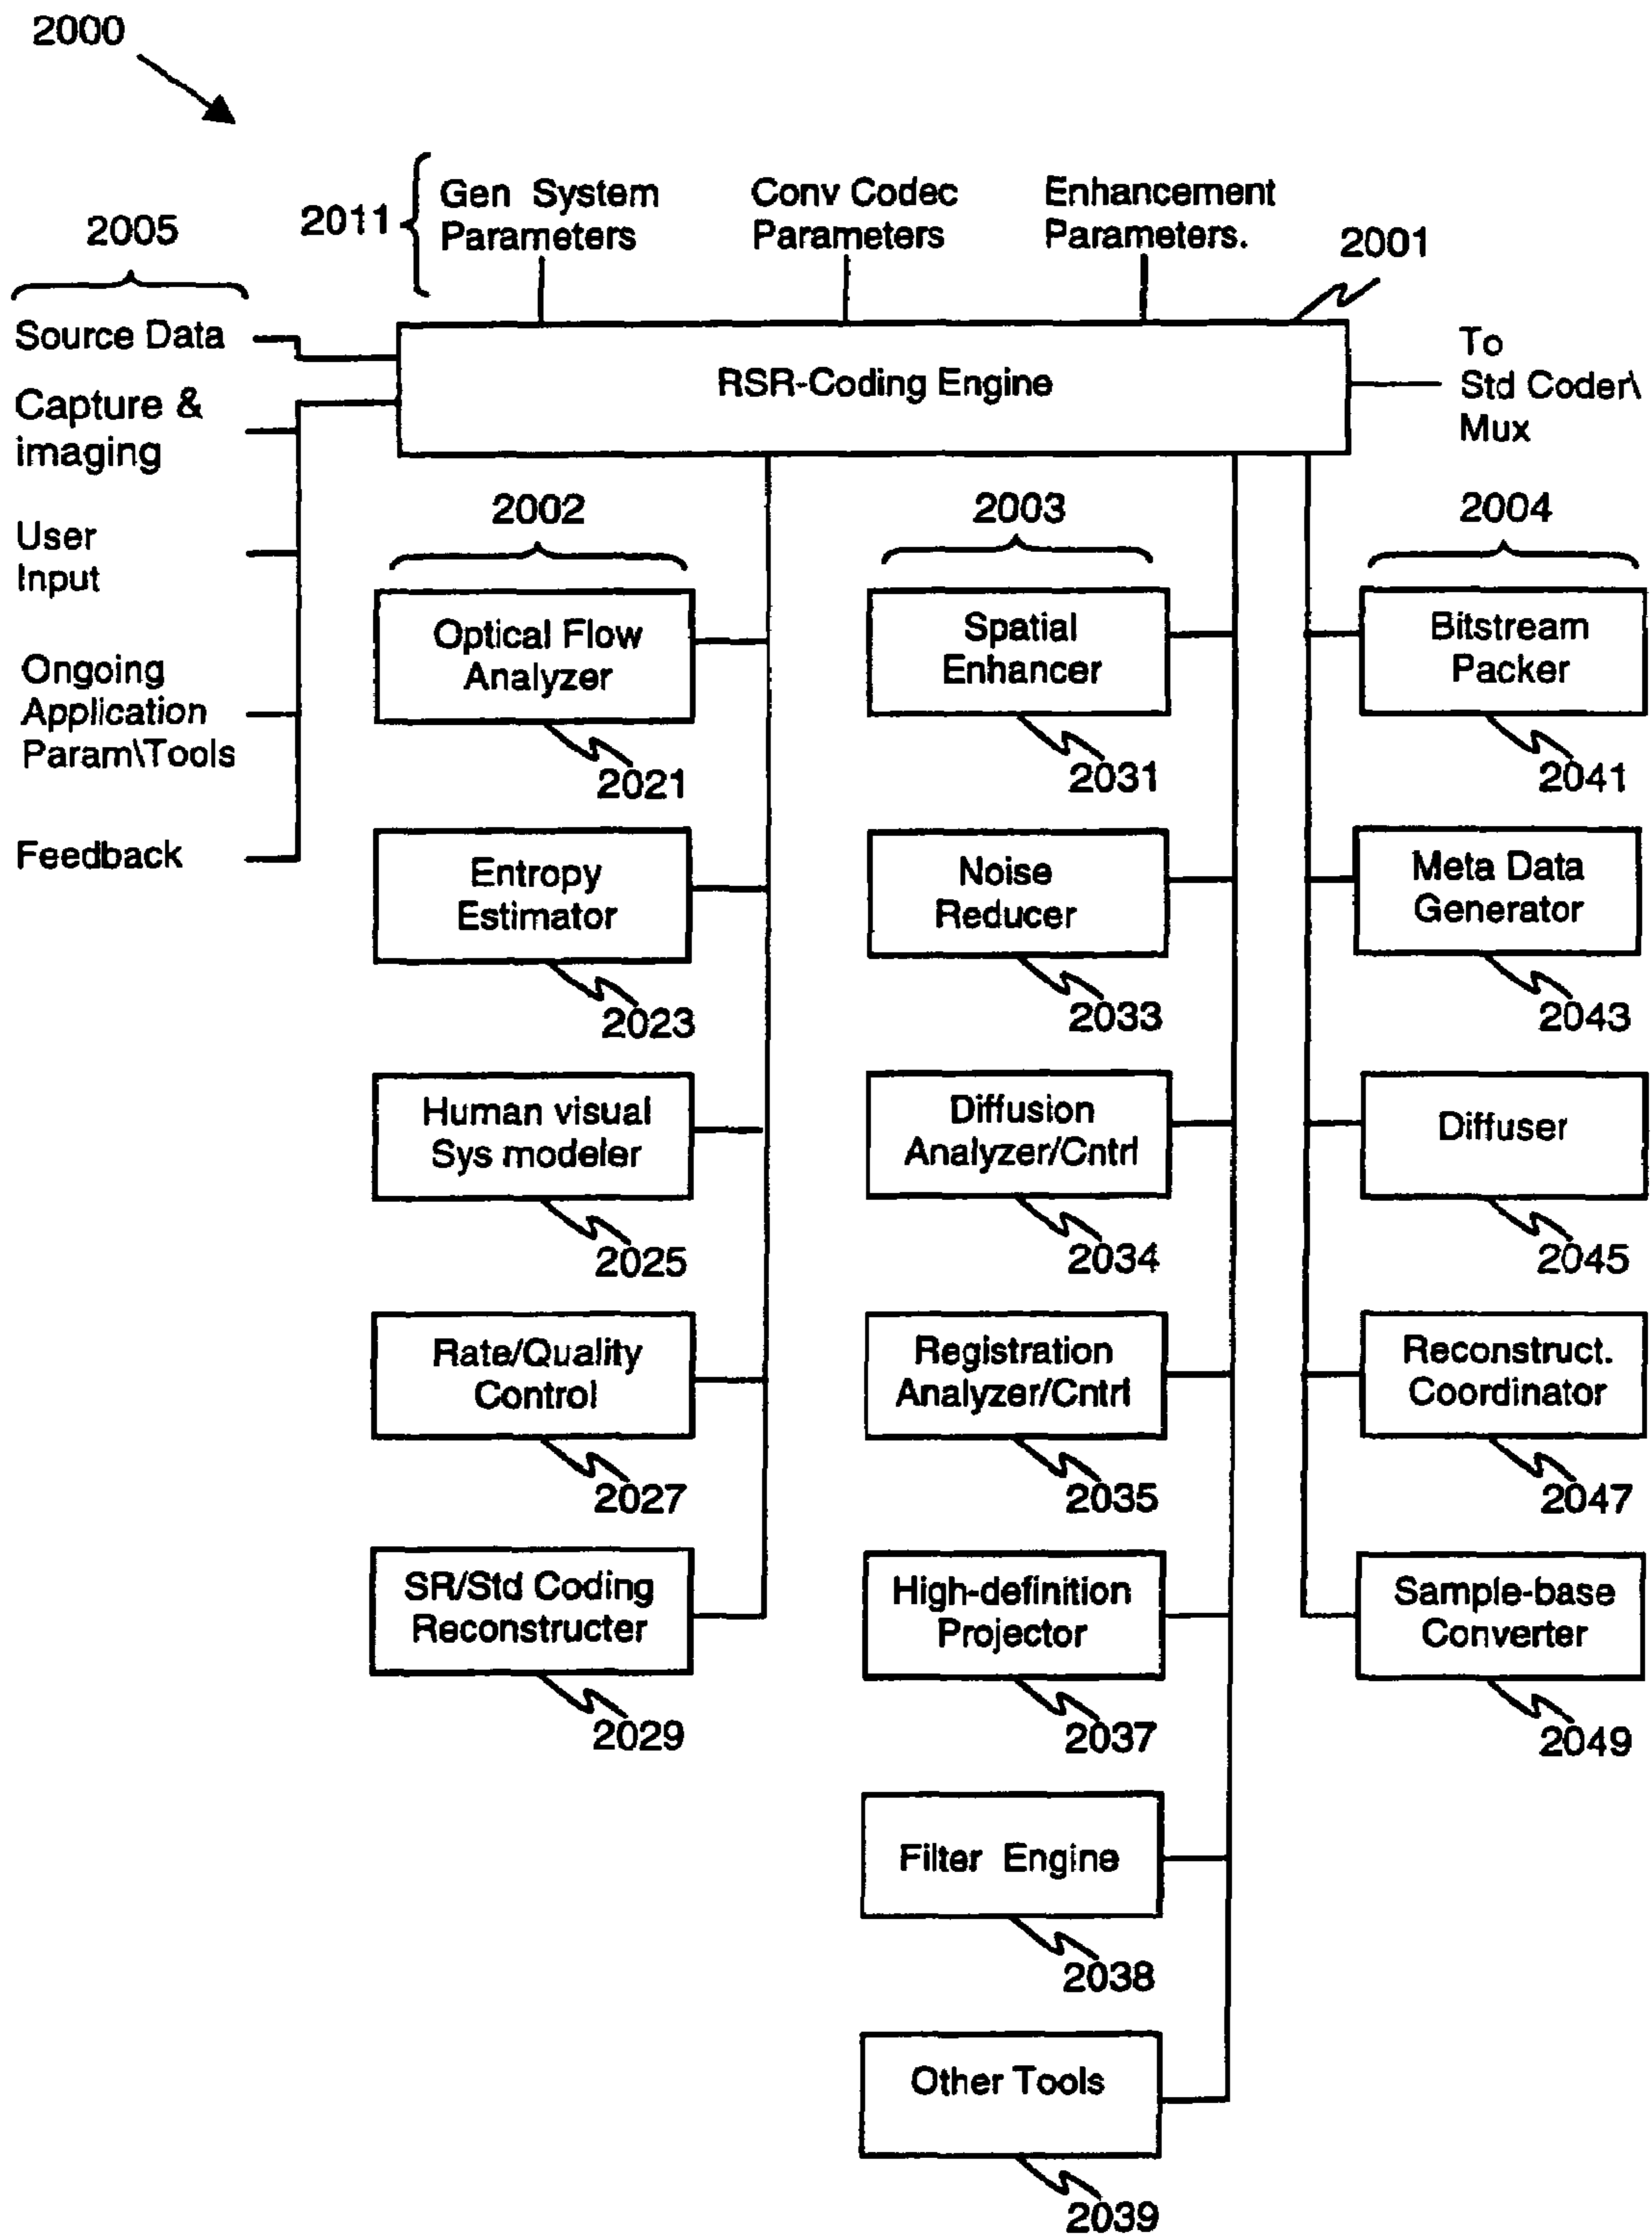 2000
2011
Gen System
Parameters
Conv Codec
Parameters
Enhancement
Parameters.
2005
2001
Source Data
Capture &
imaging
User
Input
Ongoing
Application
Param\Tools
Feedback
RSR-Coding Engine
To
Std Coder\
Mux
2002
Optical Flow
Analyzer
2021
Entropy
Estimator
2023
Human visual
Sys modeler
2025
Rate/Quality
Control
2027
SR/Std Coding
Reconstructer
2029
2003
Spatial
Enhancer
2031
Noise
Reducer
2033
Diffusion
Analyzer/Cntrl
2034
Registration
Analyzer/Cntrl
2035
High-definition
Projector
2037
Filter Engine
2038
Other Tools
2039
2004
Bitstream
Packer
2041
Meta Data
Generator
2043
Diffuser
2045
Reconstruct.
Coordinator
2047
Sample-base
Converter
2049